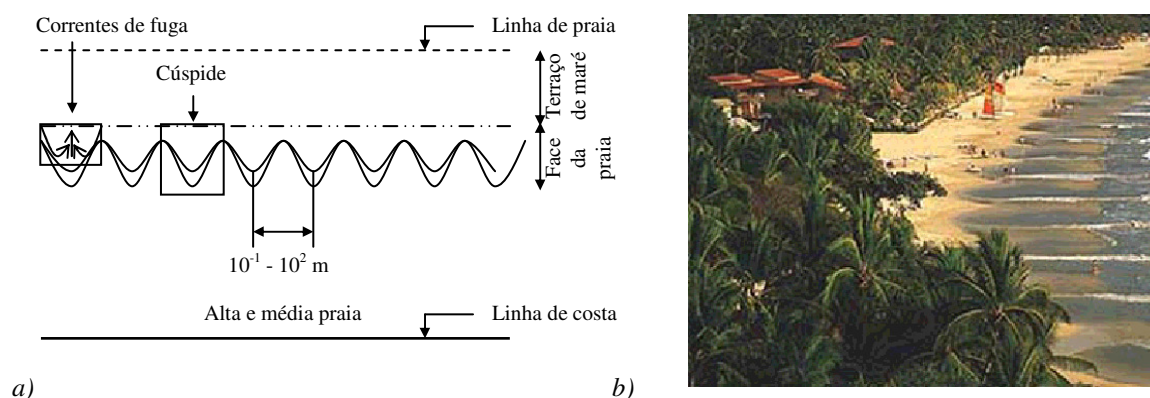 Correntes de fuga
Linha de praia
Cúspide
Terraço
de maré
Face
da
praia
10⁻¹ - 10² m
Alta e média praia
Linha de costa
a)
b)